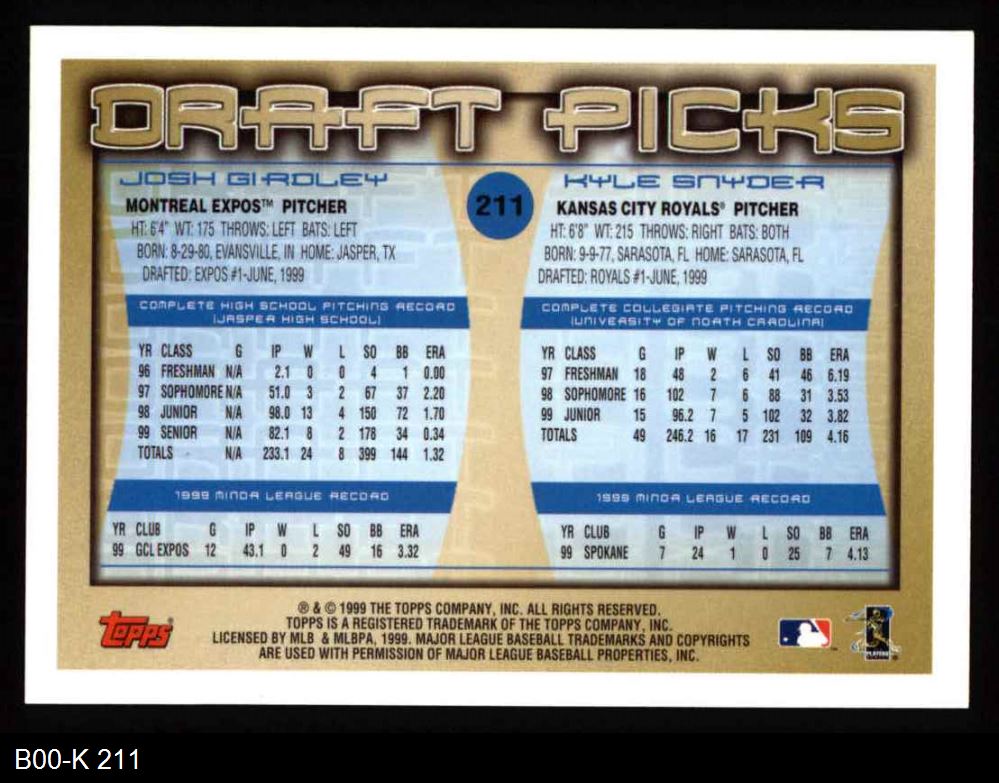 DRAFT PICKS
211
JOSH GIRDLEY
MONTREAL EXPOS™ PITCHER
HT: 6'4" WT: 175 THROWS: LEFT BATS: LEFT
BORN: 8-29-80, EVANSVILLE, IN HOME: JASPER, TX
DRAFTED: EXPOS #1-JUNE, 1999
COMPLETE HIGH SCHOOL PITCHING RECORD
(JASPER HIGH SCHOOL)
YR CLASS G IP W L SO BB ERA
96 FRESHMAN N/A 2.1 0 0 4 1 0.00
97 SOPHOMORE N/A 51.0 3 2 67 37 2.20
98 JUNIOR N/A 98.0 13 4 150 72 1.70
99 SENIOR N/A 82.1 8 2 178 34 0.34
TOTALS N/A 233.1 24 8 399 144 1.32
1999 MINOR LEAGUE RECORD
YR CLUB G IP W L SO BB ERA
99 GCL EXPOS 12 43.1 0 2 49 16 3.32
KYLE SNYDER
KANSAS CITY ROYALS® PITCHER
HT: 6'8" WT: 215 THROWS: RIGHT BATS: BOTH
BORN: 9-9-77, SARASOTA, FL HOME: SARASOTA, FL
DRAFTED: ROYALS #1-JUNE, 1999
COMPLETE COLLEGIATE PITCHING RECORD
(UNIVERSITY OF NORTH CAROLINA)
YR CLASS G IP W L SO BB ERA
97 FRESHMAN 18 48 2 6 41 46 6.19
98 SOPHOMORE 16 102 7 6 88 31 3.53
99 JUNIOR 15 96.2 7 5 102 32 3.82
TOTALS 49 246.2 16 17 231 109 4.16
1999 MINOR LEAGUE RECORD
YR CLUB G IP W L SO BB ERA
99 SPOKANE 7 24 1 0 25 7 4.13
Topps
® & © 1999 THE TOPPS COMPANY, INC. ALL RIGHTS RESERVED.
TOPPS IS A REGISTERED TRADEMARK OF THE TOPPS COMPANY, INC.
LICENSED BY MLB & MLBPA, 1999. MAJOR LEAGUE BASEBALL TRADEMARKS AND COPYRIGHTS
ARE USED WITH PERMISSION OF MAJOR LEAGUE BASEBALL PROPERTIES, INC.
PLAYERS
B00-K 211